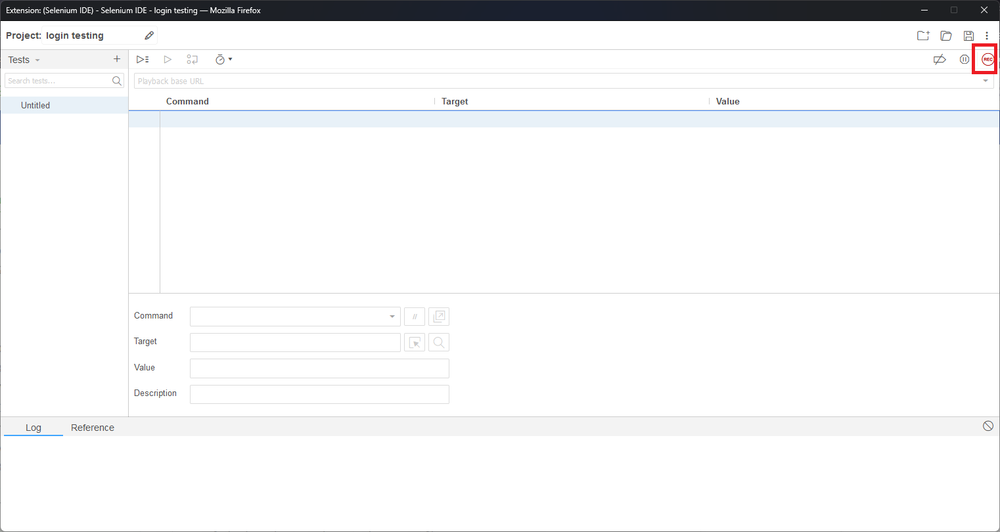 Extension: (Selenium IDE) - Selenium IDE - login testing — Mozilla Firefox
Project: login testing
Tests
REC
Search tests...
Playback base URL
Untitled
Command Target Value
Command
//
Target
Value
Description
Log Reference